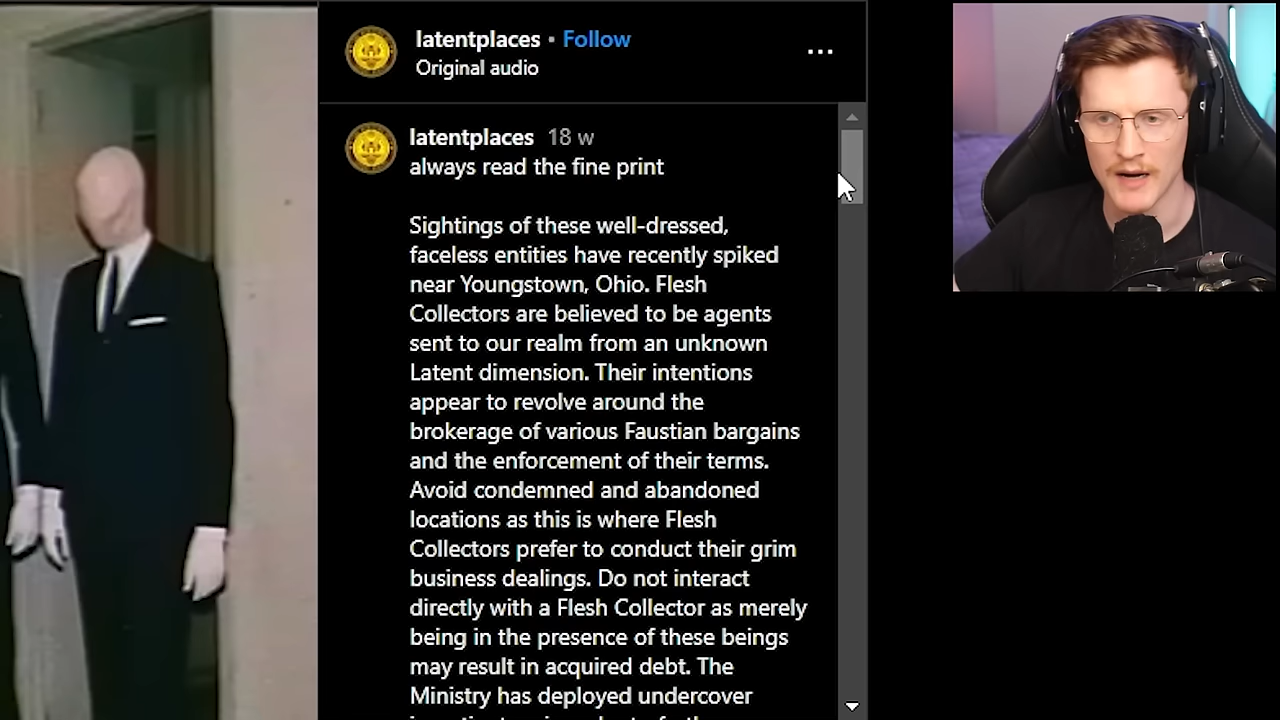 latentplaces • Follow
Original audio
latentplaces 18 w
always read the fine print
Sightings of these well-dressed,
faceless entities have recently spiked
near Youngstown, Ohio. Flesh
Collectors are believed to be agents
sent to our realm from an unknown
Latent dimension. Their intentions
appear to revolve around the
brokerage of various Faustian bargains
and the enforcement of their terms.
Avoid condemned and abandoned
locations as this is where Flesh
Collectors prefer to conduct their grim
business dealings. Do not interact
directly with a Flesh Collector as merely
being in the presence of these beings
may result in acquired debt. The
Ministry has deployed undercover